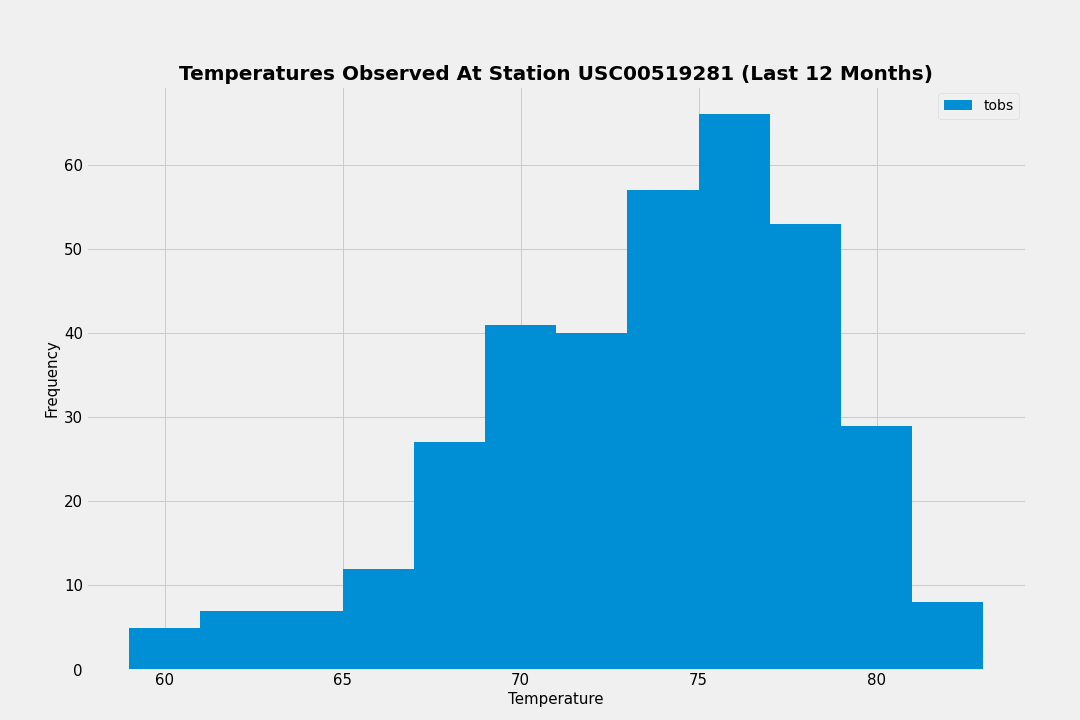 Temperatures Observed At Station USC00519281 (Last 12 Months)
tobs
60
50
40
30
20
10
0
Frequency
60 65 70 75 80
Temperature